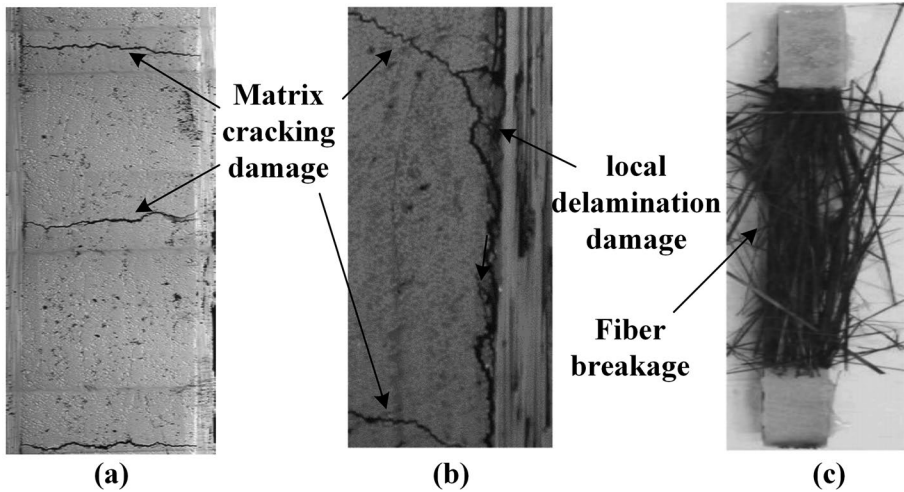 Matrix
cracking
damage
local
delamination
damage
Fiber
breakage
(a)
(b)
(c)